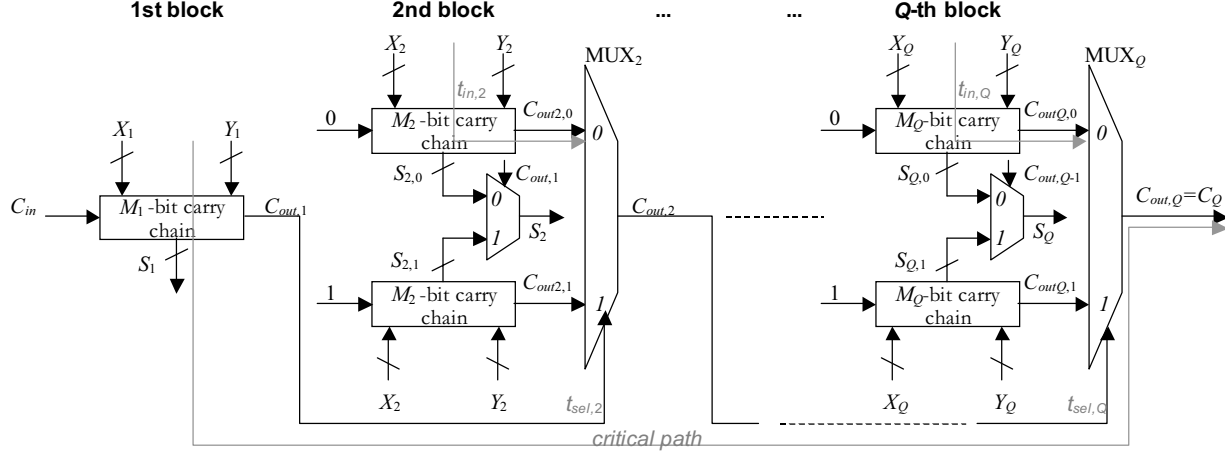 1st block 2nd block ... ... Q-th block
X2 Y2 MUX2 XQ YQ MUXQ
tin,2 tin,Q
0 M2-bit carry chain Cout2,0 0 0 MQ-bit carry chain CoutQ,0 0
X1 Y1
S2,0 Cout,1 SQ,0 Cout,Q-1
Cin M1-bit carry chain Cout,1 0 1 S2 Cout,2 0 1 SQ Cout,Q=CQ
S1
S2,1 SQ,1
1 M2-bit carry chain Cout2,1 1 1 MQ-bit carry chain CoutQ,1 1
X2 Y2 tsel,2 XQ YQ tsel,Q
critical path